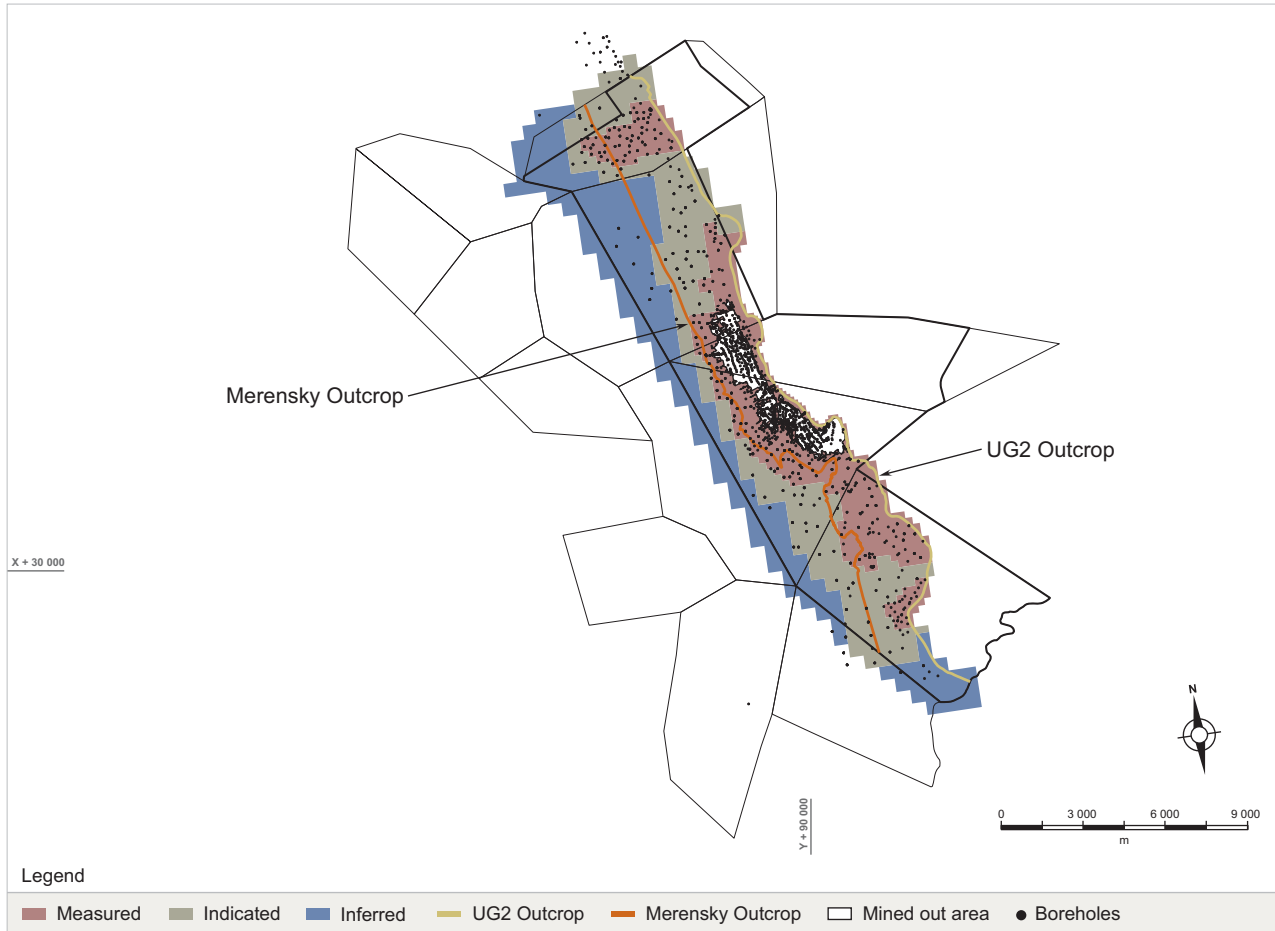 Merensky Outcrop
UG2 Outcrop
X + 30 000
Y + 90 000
N
0 3 000 6 000 9 000
m
Legend
Measured Indicated Inferred UG2 Outcrop Merensky Outcrop Mined out area Boreholes